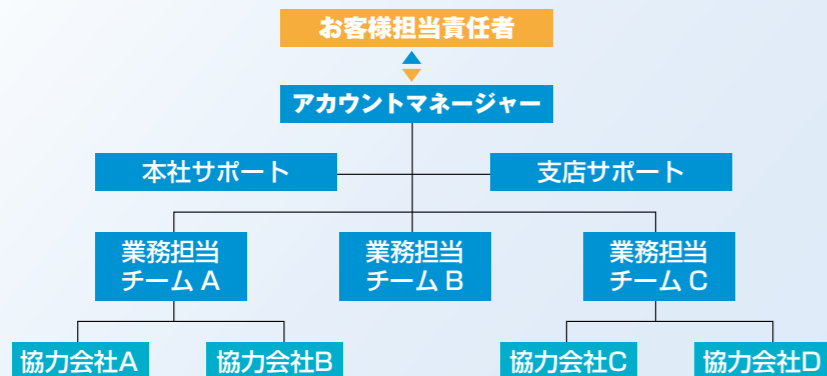 お客様担当責任者
アカウントマネージャー
本社サポート
支店サポート
業務担当
チーム A
業務担当
チーム B
業務担当
チーム C
協力会社A
協力会社B
協力会社C
協力会社D